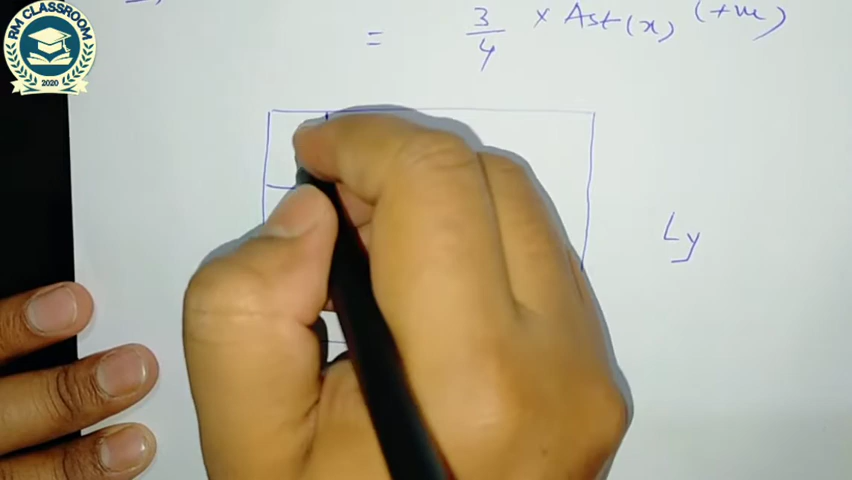 RM CLASSROOM
2020
= 3/4 × Ast(x) (+ve)
Ly